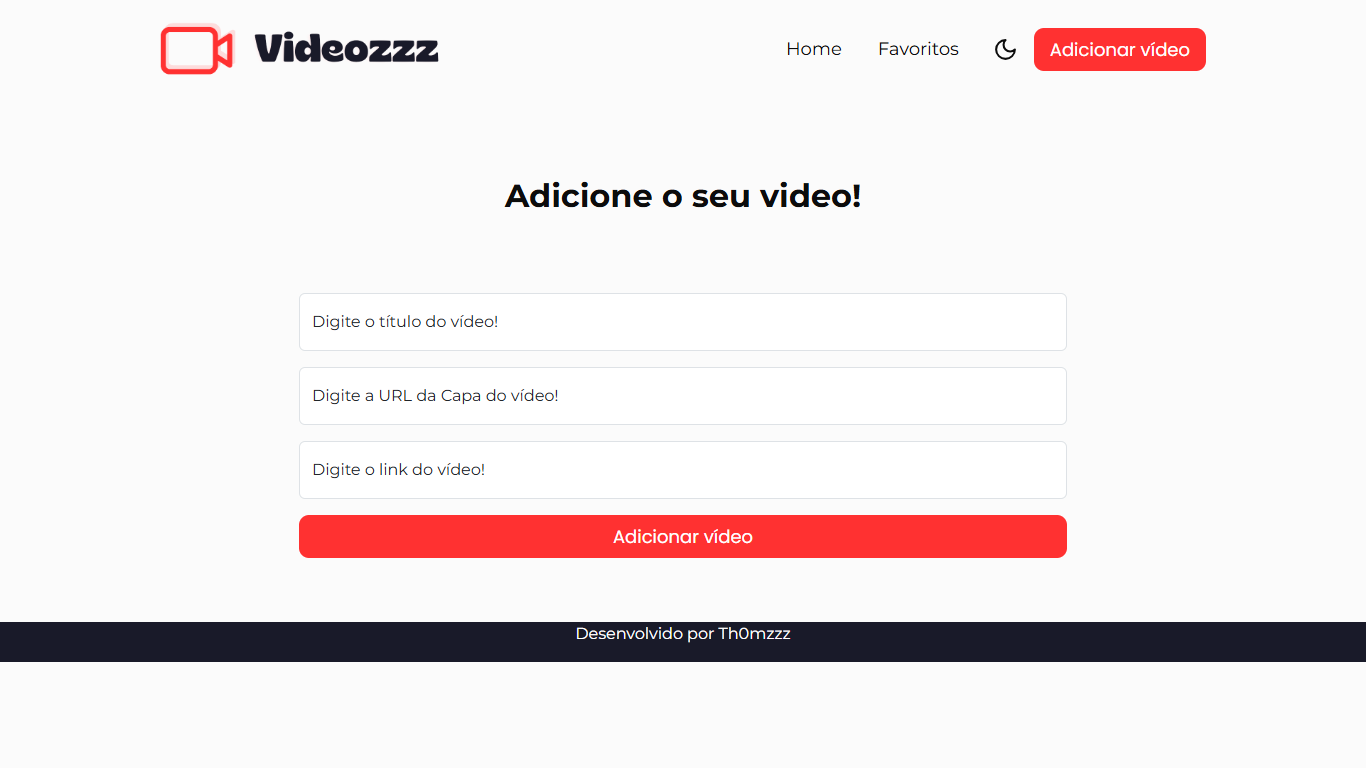 Videozzz
Home
Favoritos
Adicionar vídeo
Adicione o seu video!
Digite o título do vídeo!
Digite a URL da Capa do vídeo!
Digite o link do vídeo!
Adicionar vídeo
Desenvolvido por Th0mzzz